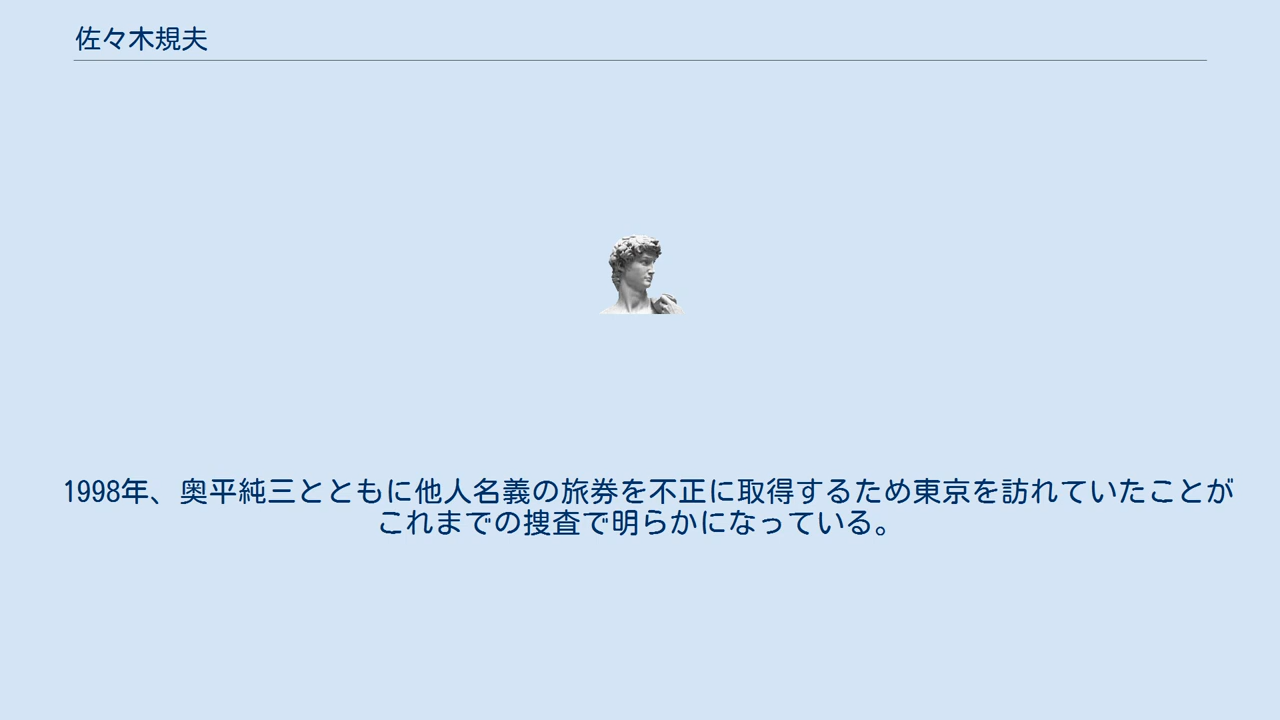 佐々木規夫
1998年、奥平純三とともに他人名義の旅券を不正に取得するため東京を訪れていたことが
これまでの捜査で明らかになっている。